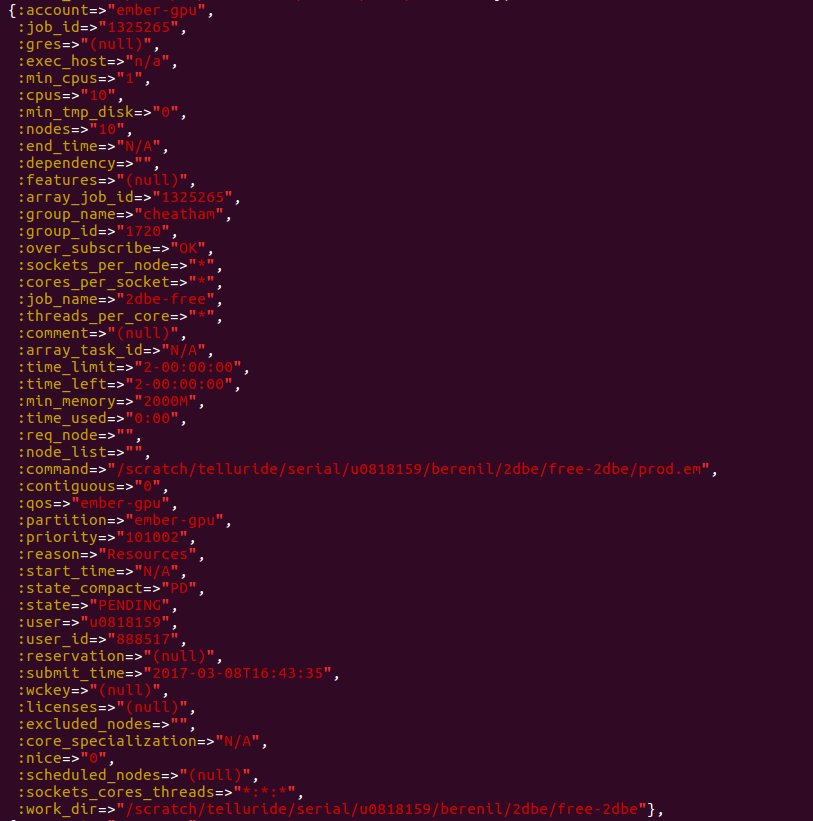 {:account=>"ember-gpu",
:job_id=>"1325265",
:gres=>"(null)",
:exec_host=>"n/a",
:min_cpus=>"1",
:cpus=>"10",
:min_tmp_disk=>"0",
:nodes=>"10",
:end_time=>"N/A",
:dependency=>"",
:features=>"(null)",
:array_job_id=>"1325265",
:group_name=>"cheatham",
:group_id=>"1720",
:over_subscribe=>"OK",
:sockets_per_node=>"*",
:cores_per_socket=>"*",
:job_name=>"2dbe-free",
:threads_per_core=>"*",
:comment=>"(null)",
:array_task_id=>"N/A",
:time_limit=>"2-00:00:00",
:time_left=>"2-00:00:00",
:min_memory=>"2000M",
:time_used=>"0:00",
:req_node=>"",
:node_list=>"",
:command=>"/scratch/telluride/serial/u0818159/berenil/2dbe/free-2dbe/prod.em",
:contiguous=>"0",
:qos=>"ember-gpu",
:partition=>"ember-gpu",
:priority=>"101002",
:reason=>"Resources",
:start_time=>"N/A",
:state_compact=>"PD",
:state=>"PENDING",
:user=>"u0818159",
:user_id=>"888517",
:reservation=>"(null)",
:submit_time=>"2017-03-08T16:43:35",
:wckey=>"(null)",
:licenses=>"(null)",
:excluded_nodes=>"",
:core_specialization=>"N/A",
:nice=>"0",
:scheduled_nodes=>"(null)",
:sockets_cores_threads=>"*:*:*",
:work_dir=>"/scratch/telluride/serial/u0818159/berenil/2dbe/free-2dbe"},